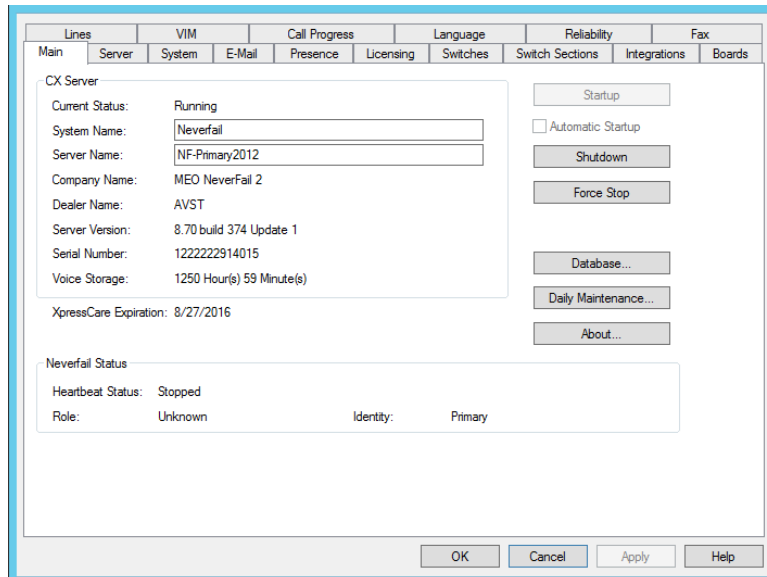 Lines VIM Call Progress Language Reliability Fax
Main Server System E-Mail Presence Licensing Switches Switch Sections Integrations Boards
CX Server
Current Status: Running
System Name: Neverfail
Server Name: NF-Primary2012
Company Name: MEO NeverFail 2
Dealer Name: AVST
Server Version: 8.70 build 374 Update 1
Serial Number: 1222222914015
Voice Storage: 1250 Hour(s) 59 Minute(s)
XpressCare Expiration: 8/27/2016
Startup
Automatic Startup
Shutdown
Force Stop
Database...
Daily Maintenance...
About...
Neverfail Status
Heartbeat Status: Stopped
Role: Unknown Identity: Primary
OK Cancel Apply Help